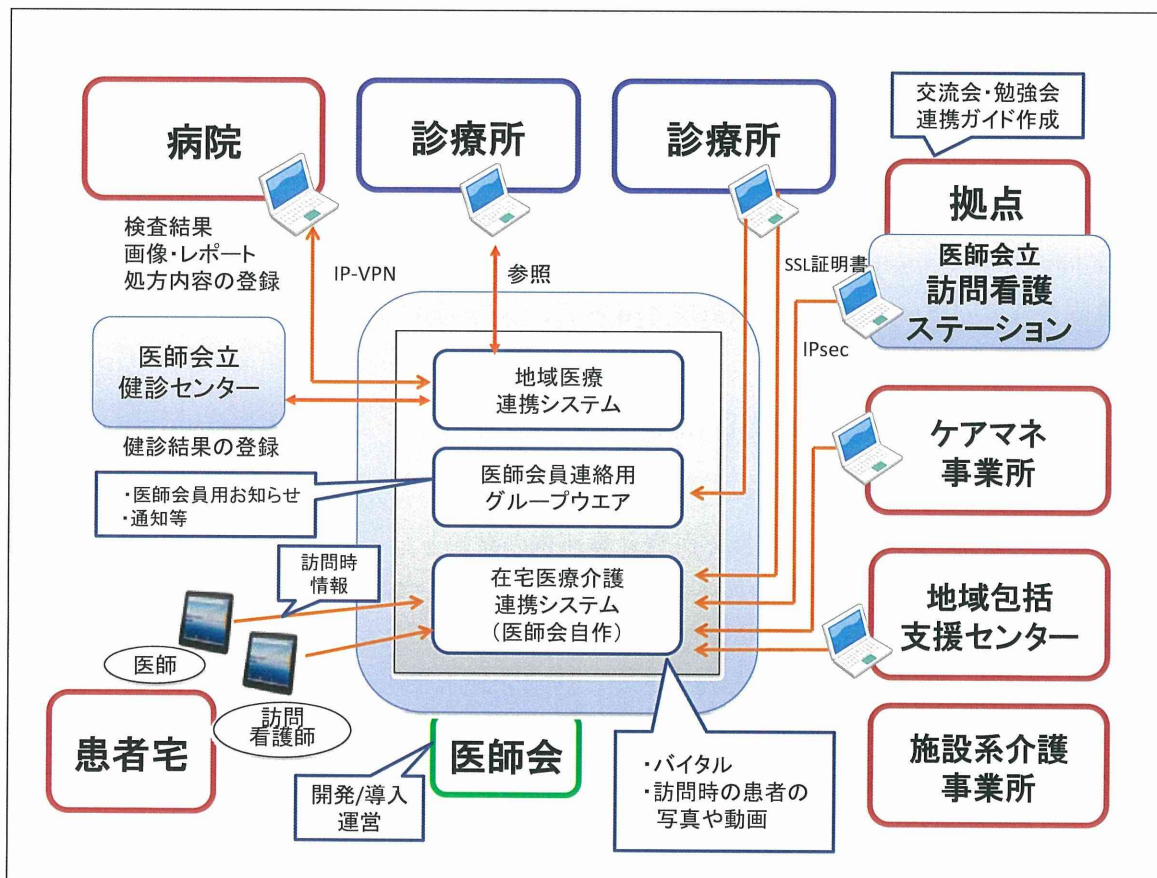 病院
診療所
診療所
交流会・勉強会
連携ガイド作成
拠点
医師会立
訪問看護
ステーション
検査結果
画像・レポート
処方内容の登録
IP-VPN
参照
SSL証明書
IPsec
医師会立
健診センター
健診結果の登録
地域医療
連携システム
ケアマネ
事業所
医師会員連絡用
グループウエア
・医師会員用お知らせ
・通知等
訪問時
情報
在宅医療介護
連携システム
（医師会自作）
地域包括
支援センター
医師
訪問
看護師
患者宅
医師会
開発/導入
運営
・バイタル
・訪問時の患者の
写真や動画
施設系介護
事業所